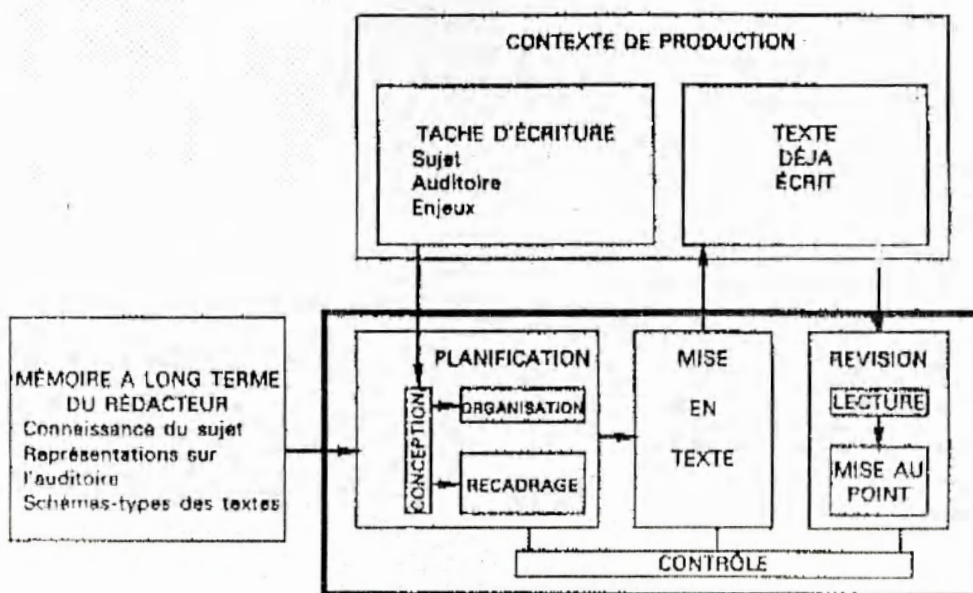 CONTEXTE DE PRODUCTION
TACHE D'ÉCRITURE
Sujet
Auditoire
Enjeux
TEXTE
DÉJA
ÉCRIT
MÉMOIRE A LONG TERME
DU RÉDACTEUR
Connaissance du sujet
Représentations sur
l'auditoire
Schémas-types des textes
PLANIFICATION
CONCEPTION
ORGANISATION
RECADRAGE
MISE
EN
TEXTE
REVISION
LECTURE
MISE AU
POINT
CONTRÔLE